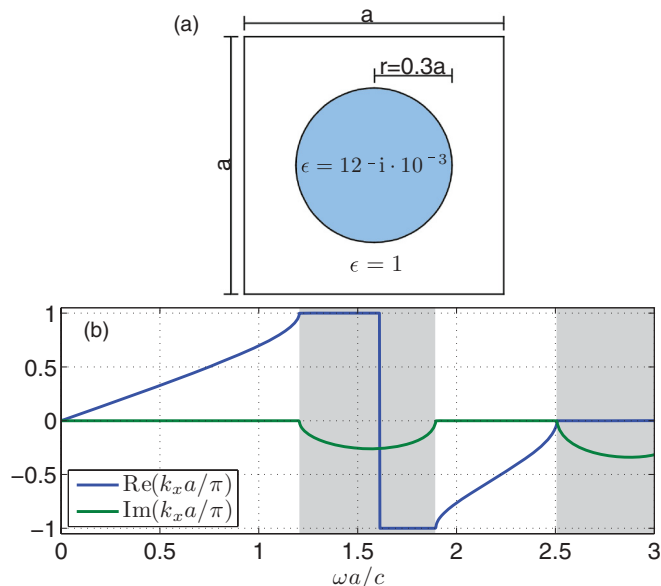 (a)
a
r=0.3a
a
ϵ = 12 - i · 10⁻³
ϵ = 1
(b)
1
0.5
0
−0.5
−1
Re(kₓa/π)
Im(kₓa/π)
0 0.5 1 1.5 2 2.5 3
ωa/c